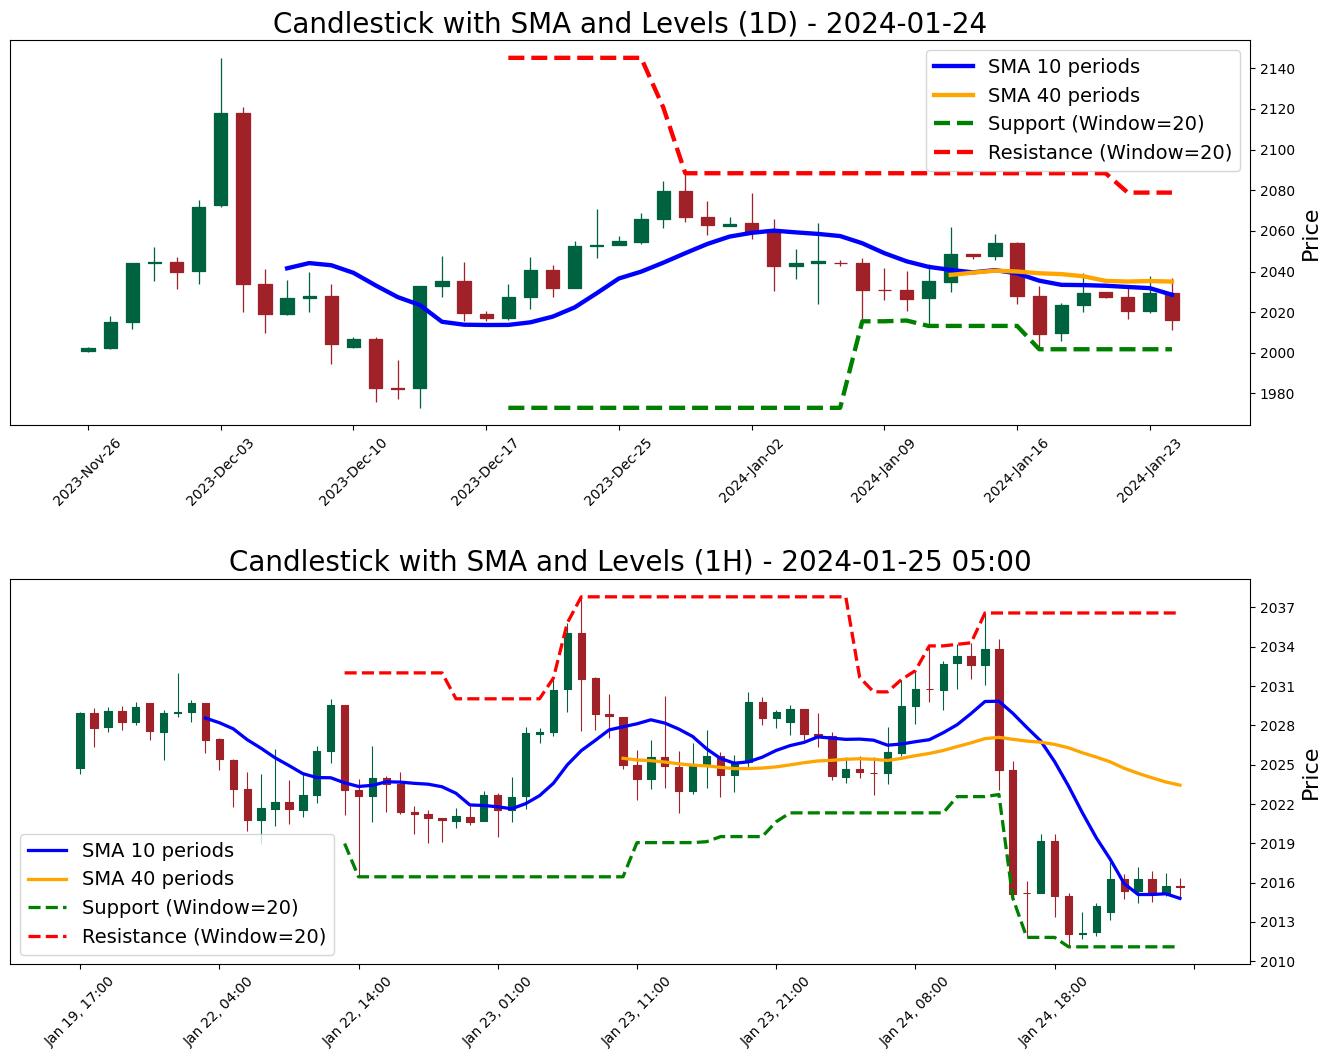 Candlestick with SMA and Levels (1D) - 2024-01-24
SMA 10 periods
SMA 40 periods
Support (Window=20)
Resistance (Window=20)
2140
2120
2100
2080
2060
2040
2020
2000
1980
Price
2023-Nov-26
2023-Dec-03
2023-Dec-10
2023-Dec-17
2023-Dec-25
2024-Jan-02
2024-Jan-09
2024-Jan-16
2024-Jan-23
Candlestick with SMA and Levels (1H) - 2024-01-25 05:00
2037
2034
2031
2028
2025
2022
2019
2016
2013
2010
Price
SMA 10 periods
SMA 40 periods
Support (Window=20)
Resistance (Window=20)
Jan 19, 17:00
Jan 22, 04:00
Jan 22, 14:00
Jan 23, 01:00
Jan 23, 11:00
Jan 23, 21:00
Jan 24, 08:00
Jan 24, 18:00